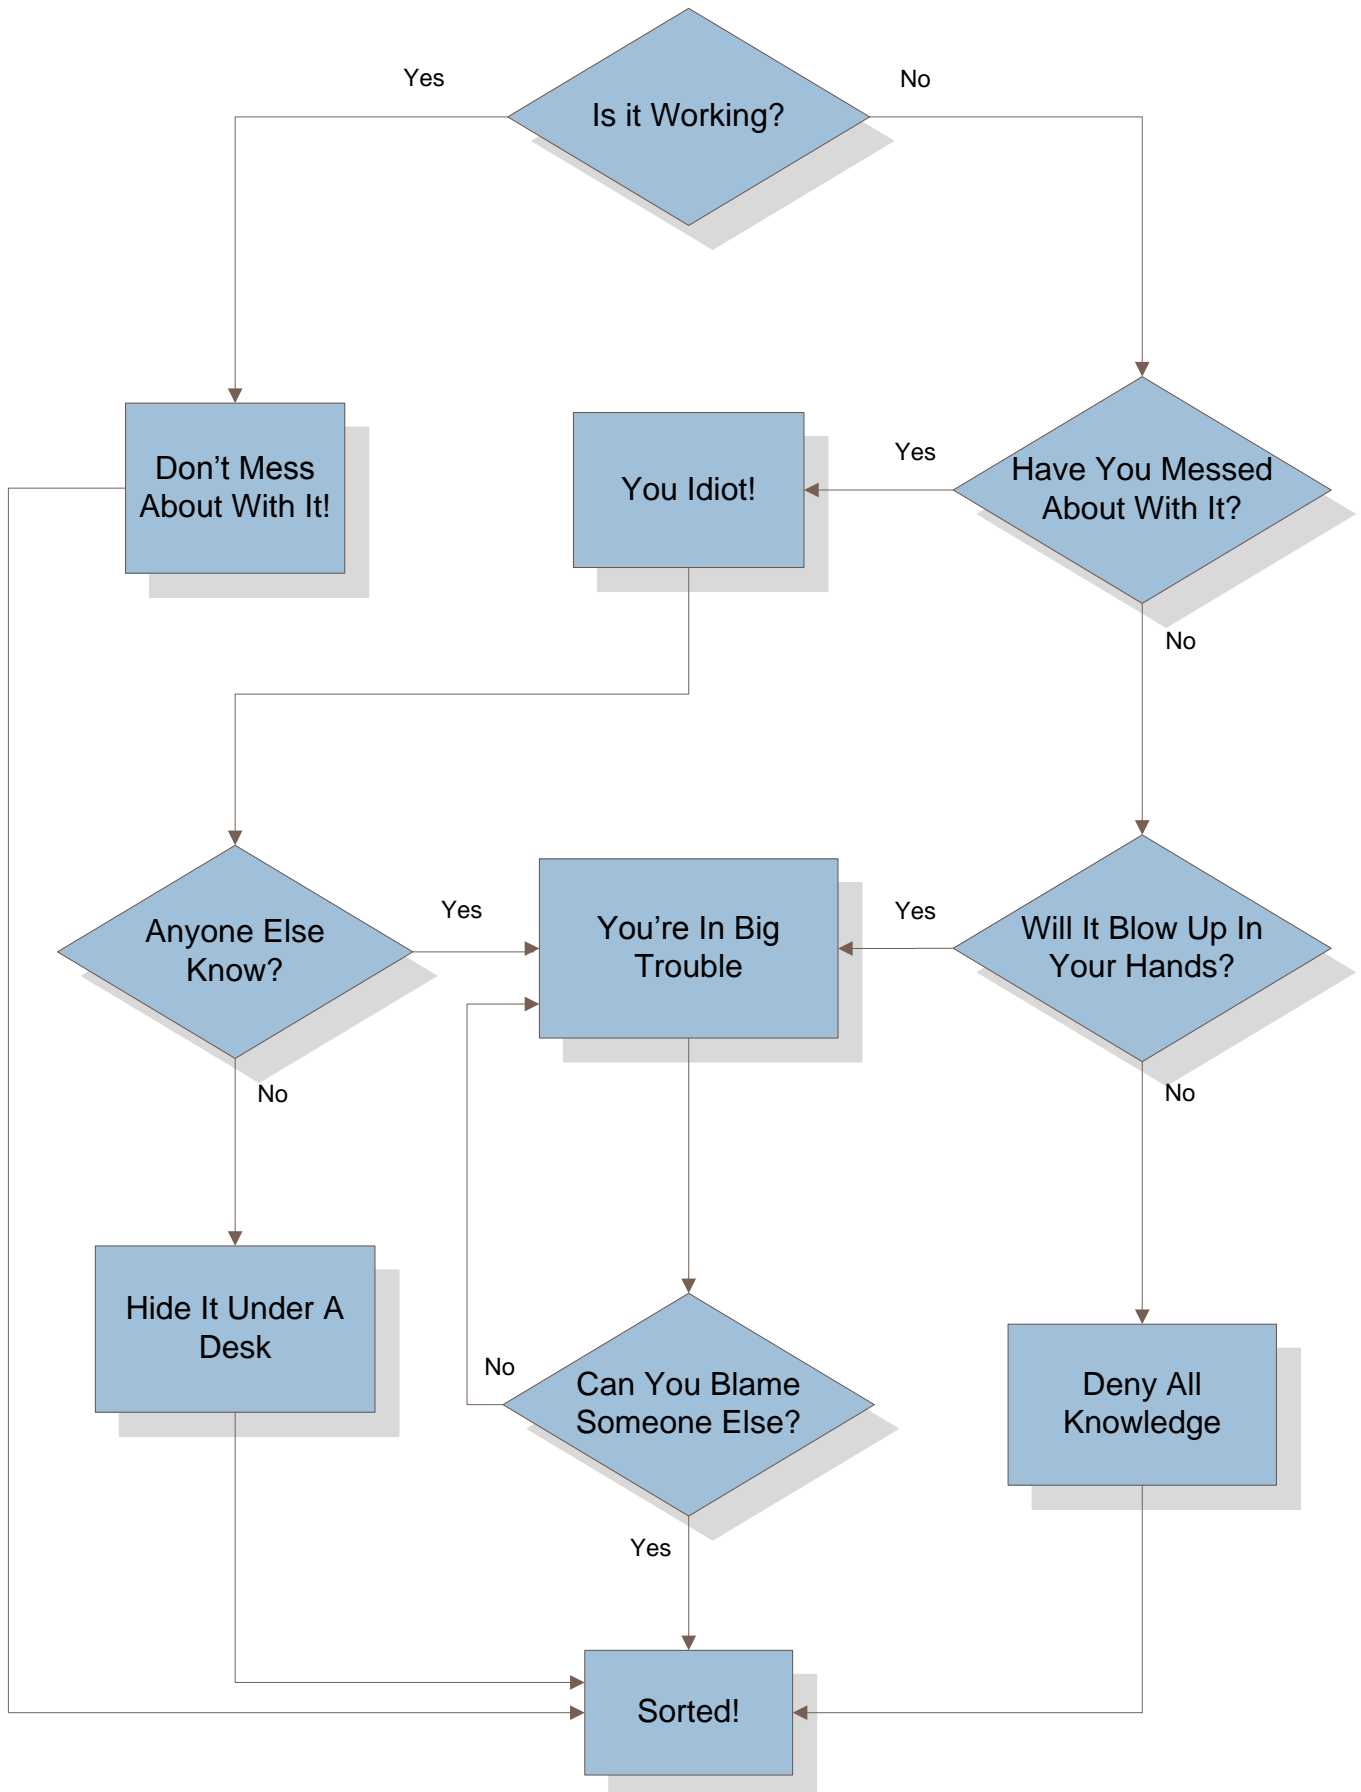 Yes
No
Is it Working?
Don’t Mess
About With It!
You Idiot!
Yes
Have You Messed
About With It?
No
Anyone Else
Know?
Yes
You’re In Big
Trouble
Yes
Will It Blow Up In
Your Hands?
No
No
Hide It Under A
Desk
No
Can You Blame
Someone Else?
Deny All
Knowledge
Yes
Sorted!